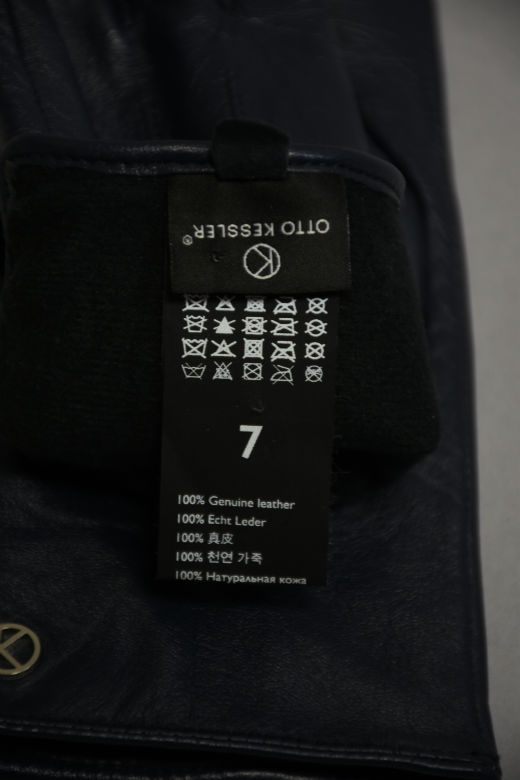 OTTO KESSLER®
7
100% Genuine leather
100% Echt Leder
100% 真皮
100% 천연 가죽
100% Натуральная кожа